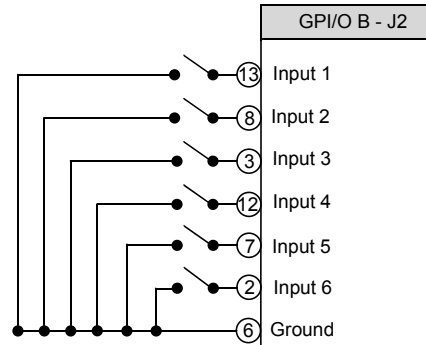 GPI/O B - J2
13 Input 1
8 Input 2
3 Input 3
12 Input 4
7 Input 5
2 Input 6
6 Ground